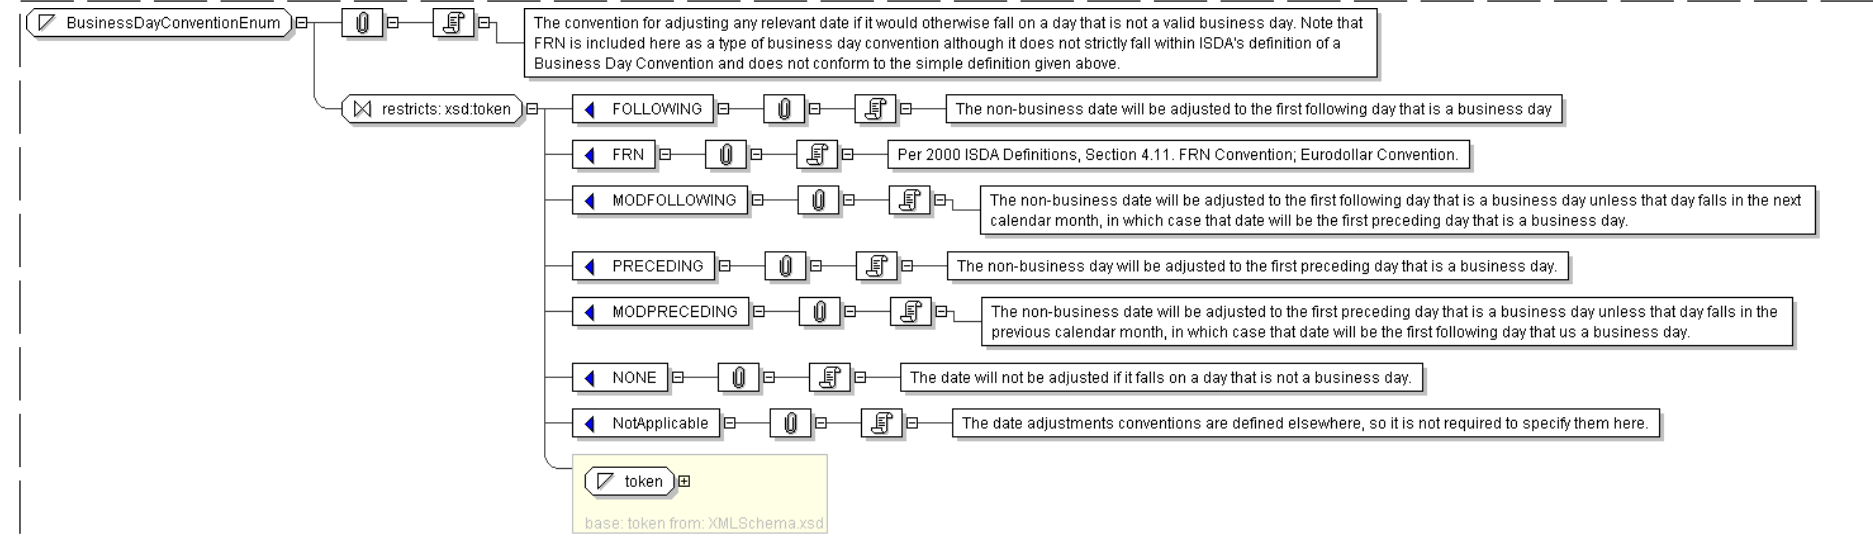 BusinessDayConventionEnum
The convention for adjusting any relevant date if it would otherwise fall on a day that is not a valid business day. Note that
FRN is included here as a type of business day convention although it does not strictly fall within ISDA's definition of a
Business Day Convention and does not conform to the simple definition given above.
restricts: xsd:token
FOLLOWING
The non-business date will be adjusted to the first following day that is a business day
FRN
Per 2000 ISDA Definitions, Section 4.11. FRN Convention; Eurodollar Convention.
MODFOLLOWING
The non-business date will be adjusted to the first following day that is a business day unless that day falls in the next
calendar month, in which case that date will be the first preceding day that is a business day.
PRECEDING
The non-business day will be adjusted to the first preceding day that is a business day.
MODPRECEDING
The non-business date will be adjusted to the first preceding day that is a business day unless that day falls in the
previous calendar month, in which case that date will be the first following day that us a business day.
NONE
The date will not be adjusted if it falls on a day that is not a business day.
NotApplicable
The date adjustments conventions are defined elsewhere, so it is not required to specify them here.
token
base: token from: XMLSchema.xsd